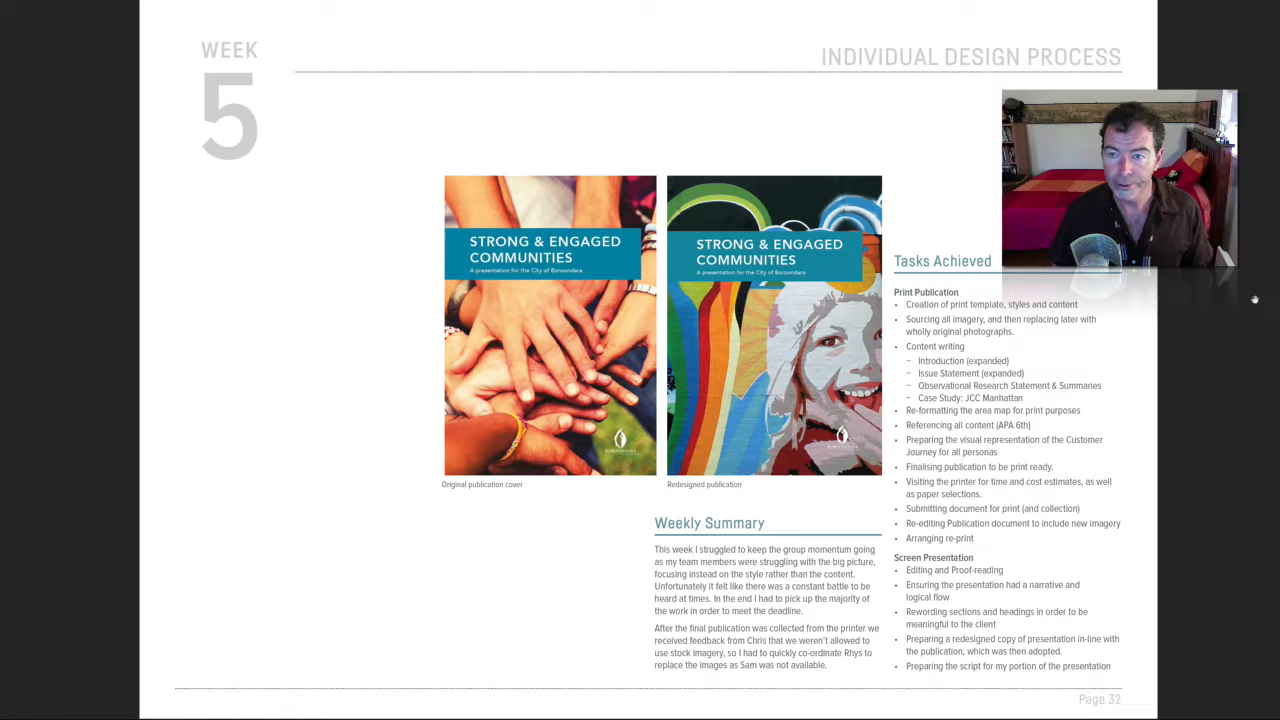 WEEK
5
INDIVIDUAL DESIGN PROCESS
STRONG & ENGAGED
COMMUNITIES
A presentation for the City of Boroondara
BOROONDARA
Original publication cover
STRONG & ENGAGED
COMMUNITIES
A presentation for the City of Boroondara
Redesigned publication
Weekly Summary
This week I struggled to keep the group momentum going
as my team members were struggling with the big picture,
focusing instead on the style rather than the content.
Unfortunately it felt like there was a constant battle to be
heard at times. In the end I had to pick up the majority of
the work in order to meet the deadline.
After the final publication was collected from the printer we
received feedback from Chris that we weren't allowed to
use stock imagery, so I had to quickly co-ordinate Rhys to
replace the images as Sam was not available.
Tasks Achieved
Print Publication
• Creation of print template, styles and content
• Sourcing all imagery, and then replacing later with
wholly original photographs.
• Content writing
– Introduction (expanded)
– Issue Statement (expanded)
– Observational Research Statement & Summaries
– Case Study: JCC Manhattan
• Re-formatting the area map for print purposes
• Referencing all content (APA 6th)
• Preparing the visual representation of the Customer
Journey for all personas
• Finalising publication to be print ready.
• Visiting the printer for time and cost estimates, as well
as paper selections.
• Submitting document for print (and collection)
• Re-editing Publication document to include new imagery
• Arranging re-print
Screen Presentation
• Editing and Proof-reading
• Ensuring the presentation had a narrative and
logical flow
• Rewording sections and headings in order to be
meaningful to the client
• Preparing a redesigned copy of presentation in-line with
the publication, which was then adopted.
• Preparing the script for my portion of the presentation
Page 32